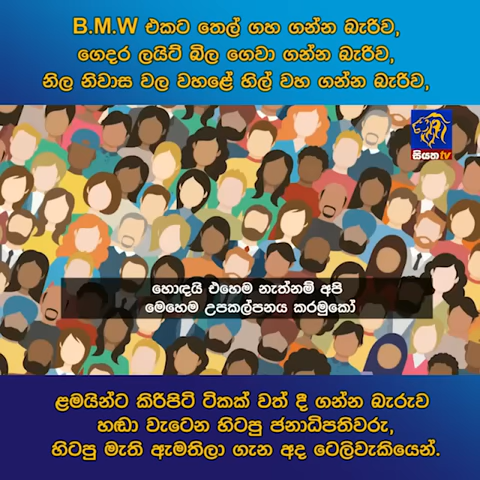 B.M.W එකට තෙල් ගහ ගන්න බැරිව,
ගෙදර ලයිට් බිල ගෙවා ගන්න බැරිව,
නිල නිවාස වල වහළේ හිල් වහ ගන්න බැරිව,
සියත tv
හොඳයි එහෙම නැත්නම් අපි
මෙහෙම උපකල්පනය කරමුකෝ
ළමයින්ට කිරිපිටි ටිකක් වත් දී ගන්න බැරුව
හඬා වැටෙන හිටපු ජනාධිපතිවරු,
හිටපු මැති ඇමතිලා ගැන අද ටෙලිවැකියෙන්.